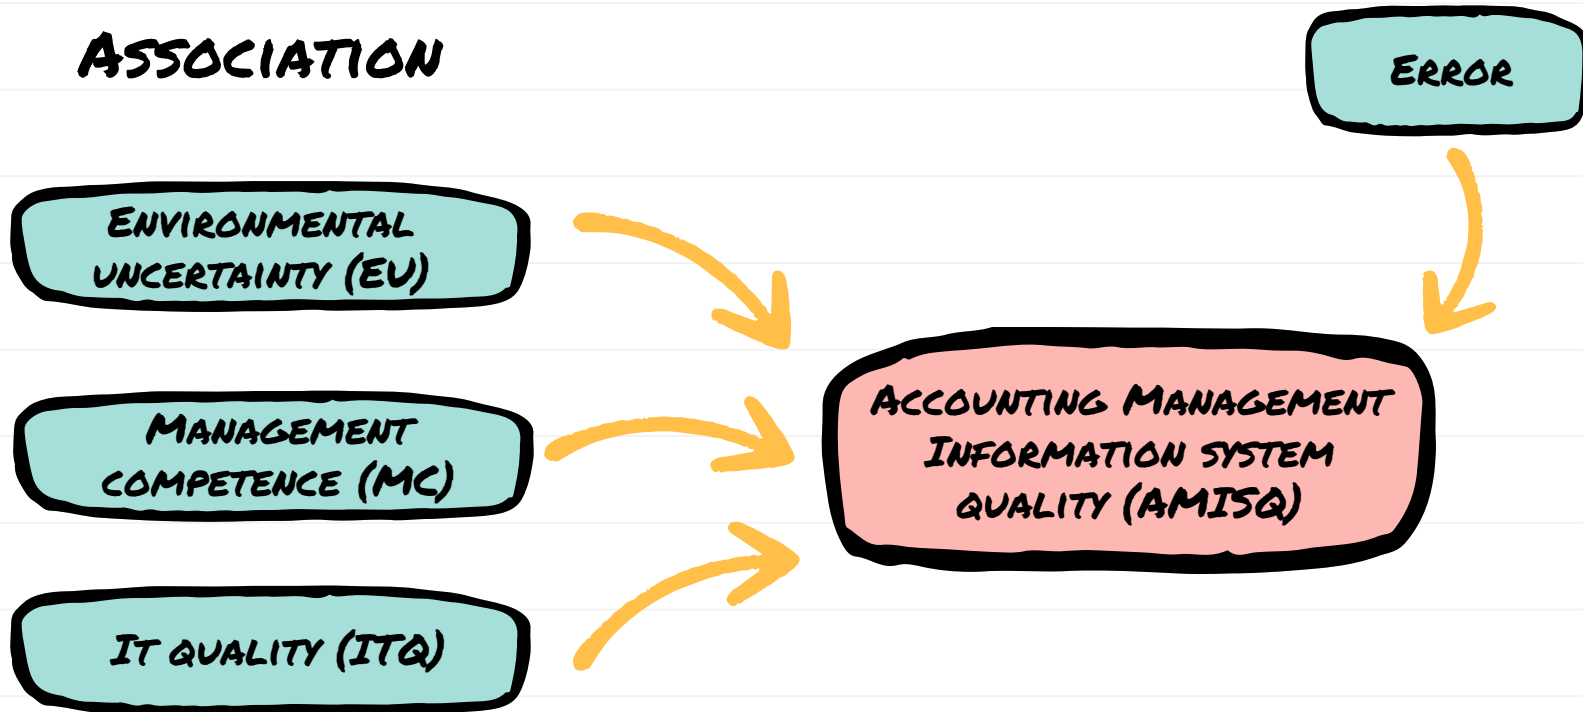 Association
Error
Environmental
uncertainty (EU)
Management
competence (MC)
Accounting Management
Information system
quality (AMISQ)
It quality (ITQ)